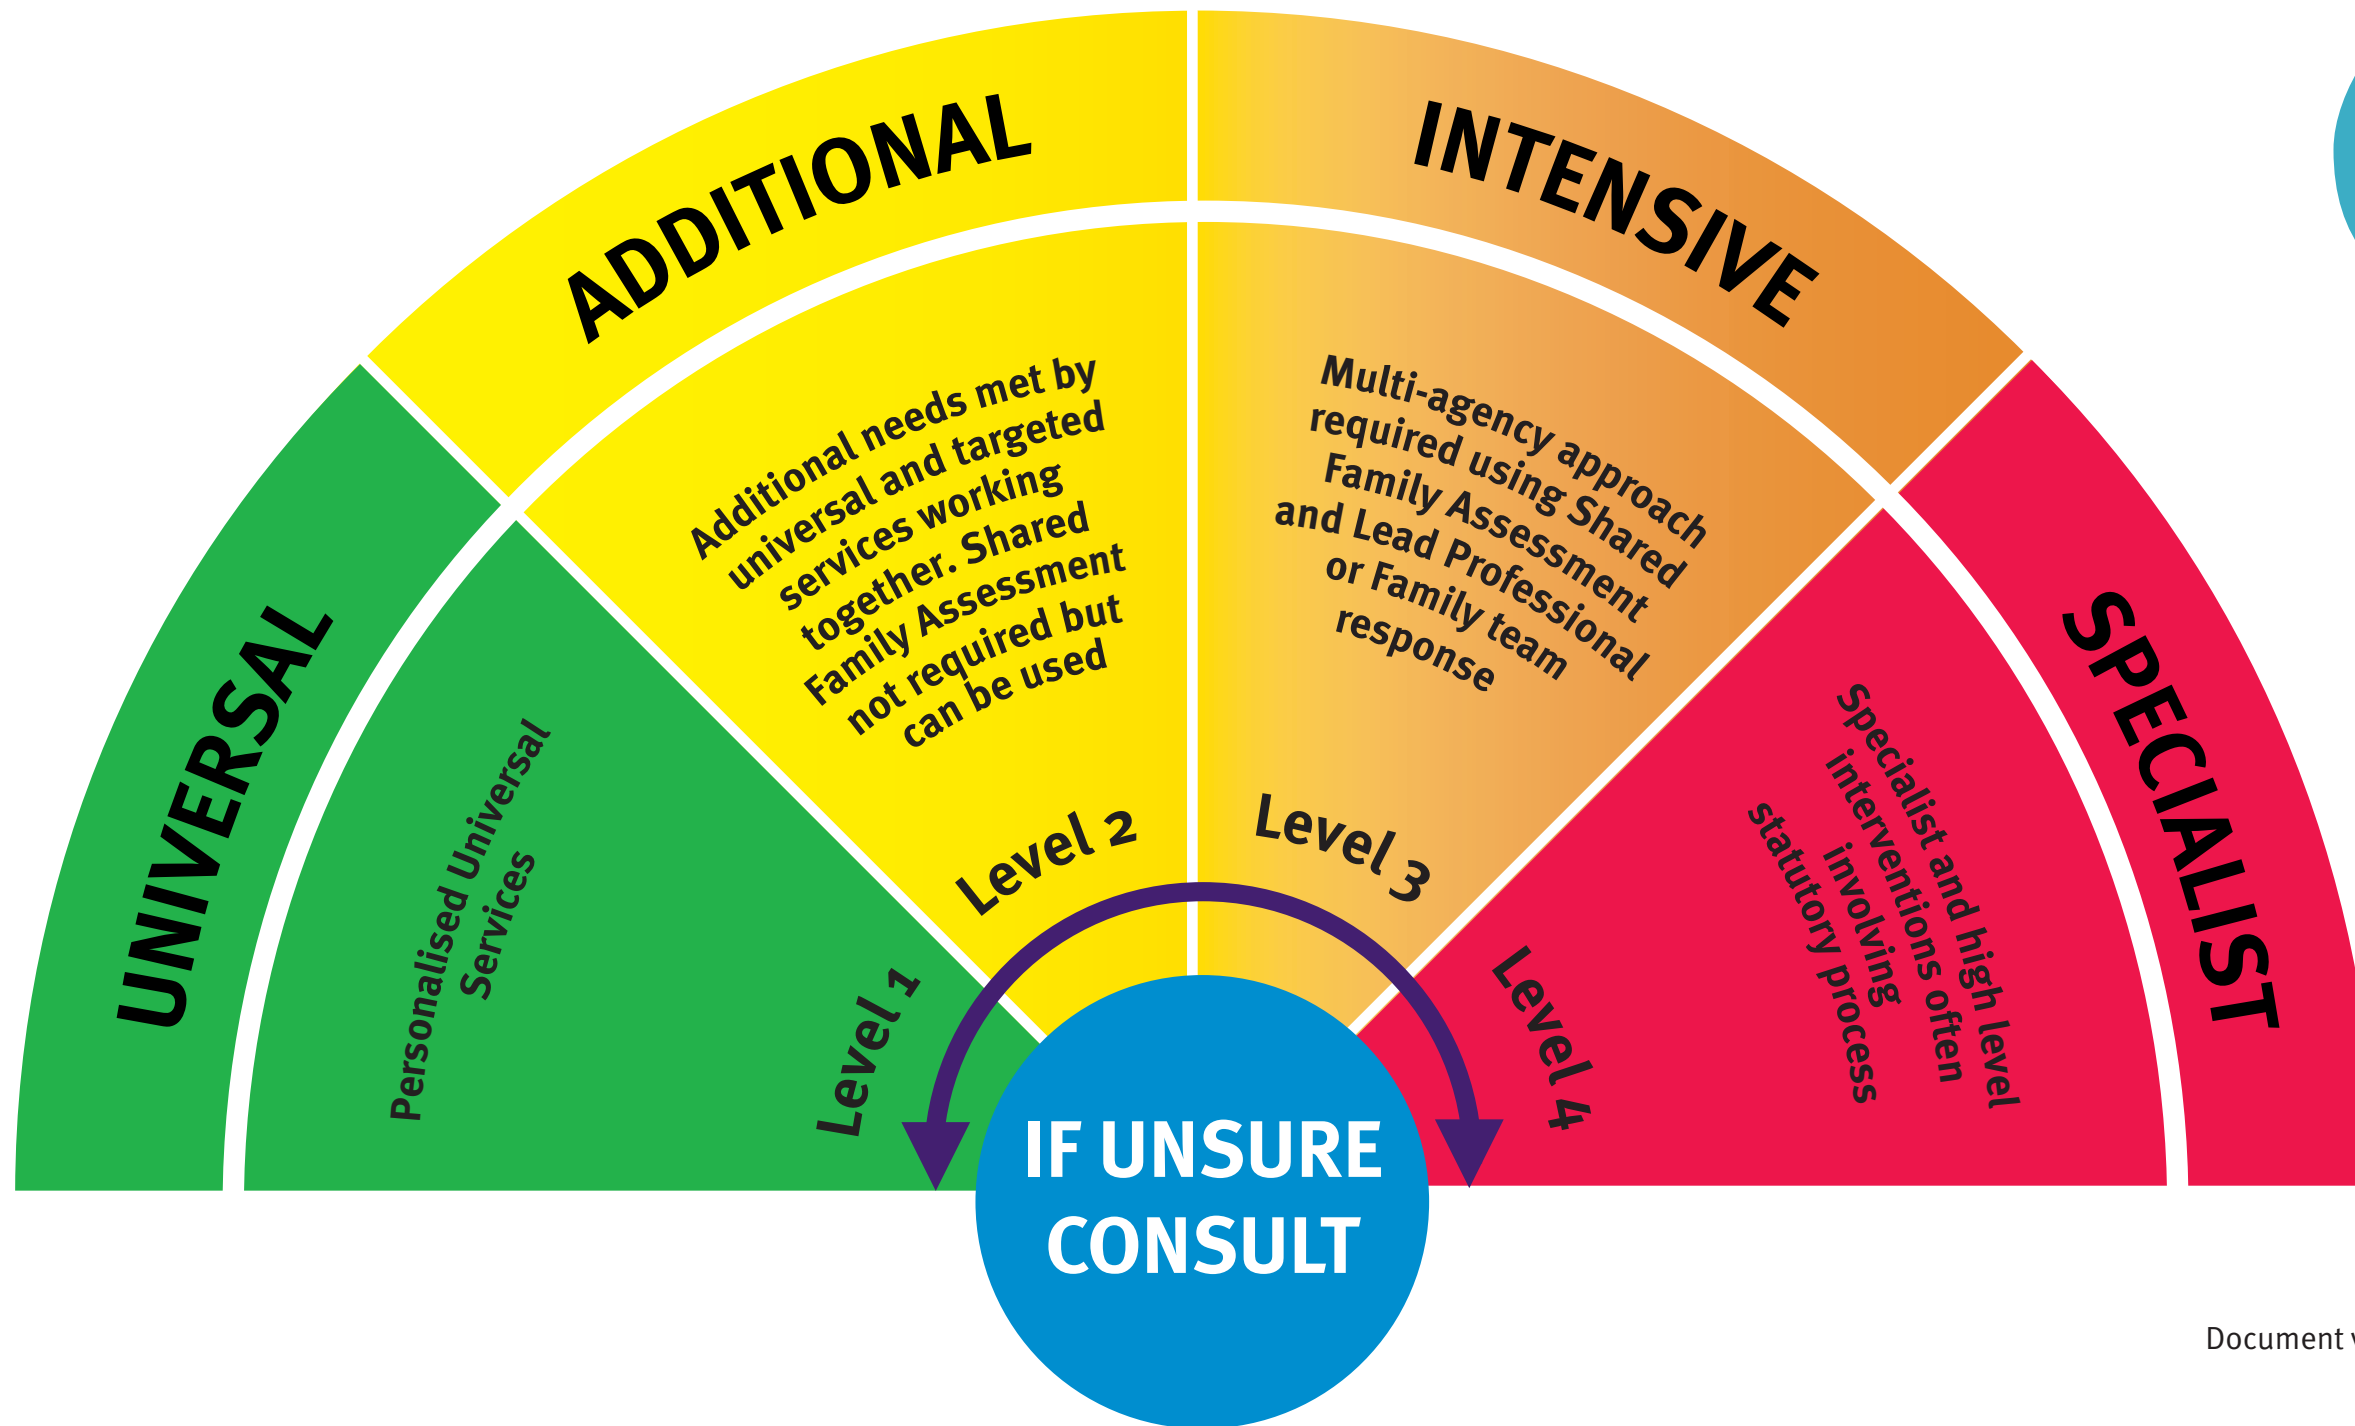 UNIVERSAL
Personalised Universal
Services
Level 1
ADDITIONAL
Additional needs met by
universal and targeted
services working
together. Shared
Family Assessment
not required but
can be used
Level 2
INTENSIVE
Multi-agency approach
required using Shared
Family Assessment
and Lead Professional
or Family team
response
Level 3
SPECIALIST
Specialist and high level
interventions often
involving
statutory process
Level 4
IF UNSURE
CONSULT
Document